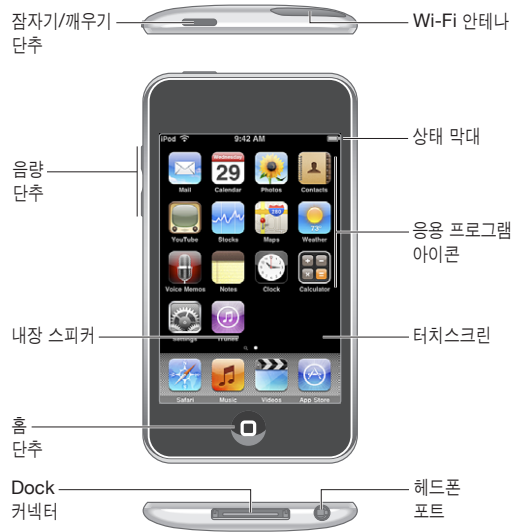 잠자기/깨우기
단추
Wi-Fi 안테나
iPod
9:42 AM
상태 막대
음량
단추
Wednesday
29
280
73°
Mail
Calendar
Photos
Contacts
YouTube
Stocks
Maps
Weather
응용 프로그램
아이콘
Voice Memos
Notes
Clock
Calculator
내장 스피커
Settings
iTunes
터치스크린
Safari
Music
Videos
App Store
홈
단추
Dock
커넥터
헤드폰
포트